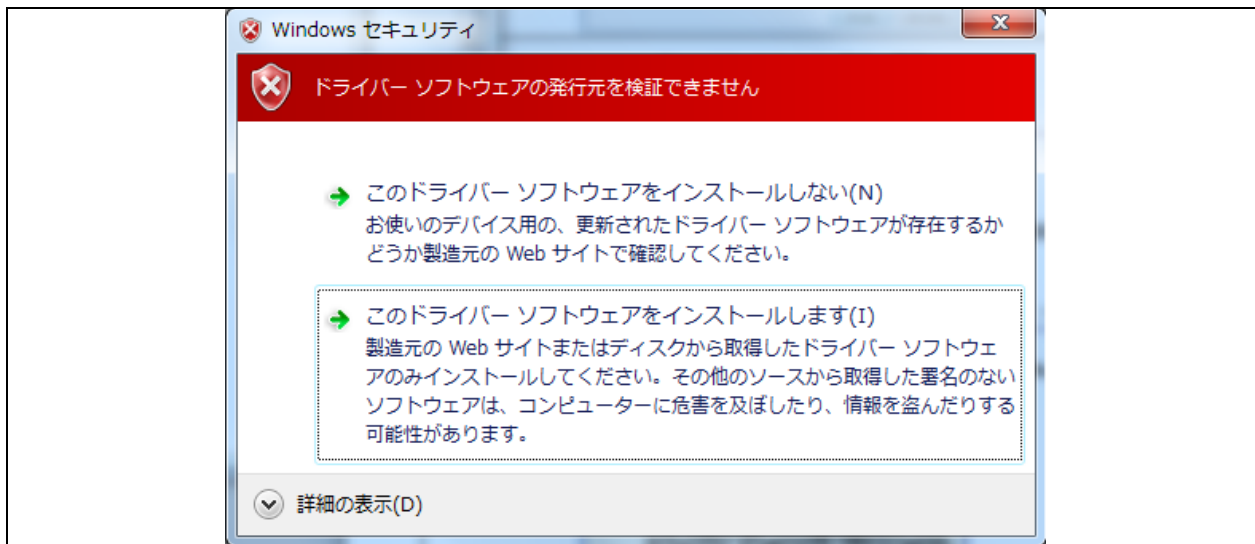 Windows セキュリティ
ドライバー ソフトウェアの発行元を検証できません
このドライバー ソフトウェアをインストールしない(N)
お使いのデバイス用の、更新されたドライバー ソフトウェアが存在するか
どうか製造元の Web サイトで確認してください。
このドライバー ソフトウェアをインストールします(I)
製造元の Web サイトまたはディスクから取得したドライバー ソフトウェ
アのみインストールしてください。その他のソースから取得した署名のない
ソフトウェアは、コンピューターに危害を及ぼしたり、情報を盗んだりする
可能性があります。
詳細の表示(D)